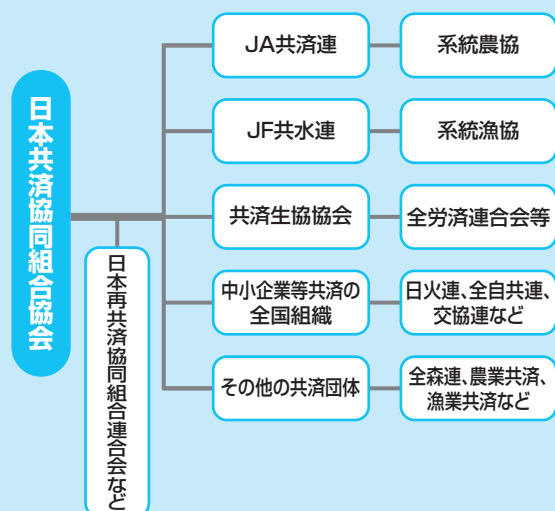 日本共済協同組合協会
日本再共済協同組合連合会など
JA共済連
系統農協
JF共水連
系統漁協
共済生協協会
全労済連合会等
中小企業等共済の
全国組織
日火連、全自共連、
交協連など
その他の共済団体
全森連、農業共済、
漁業共済など